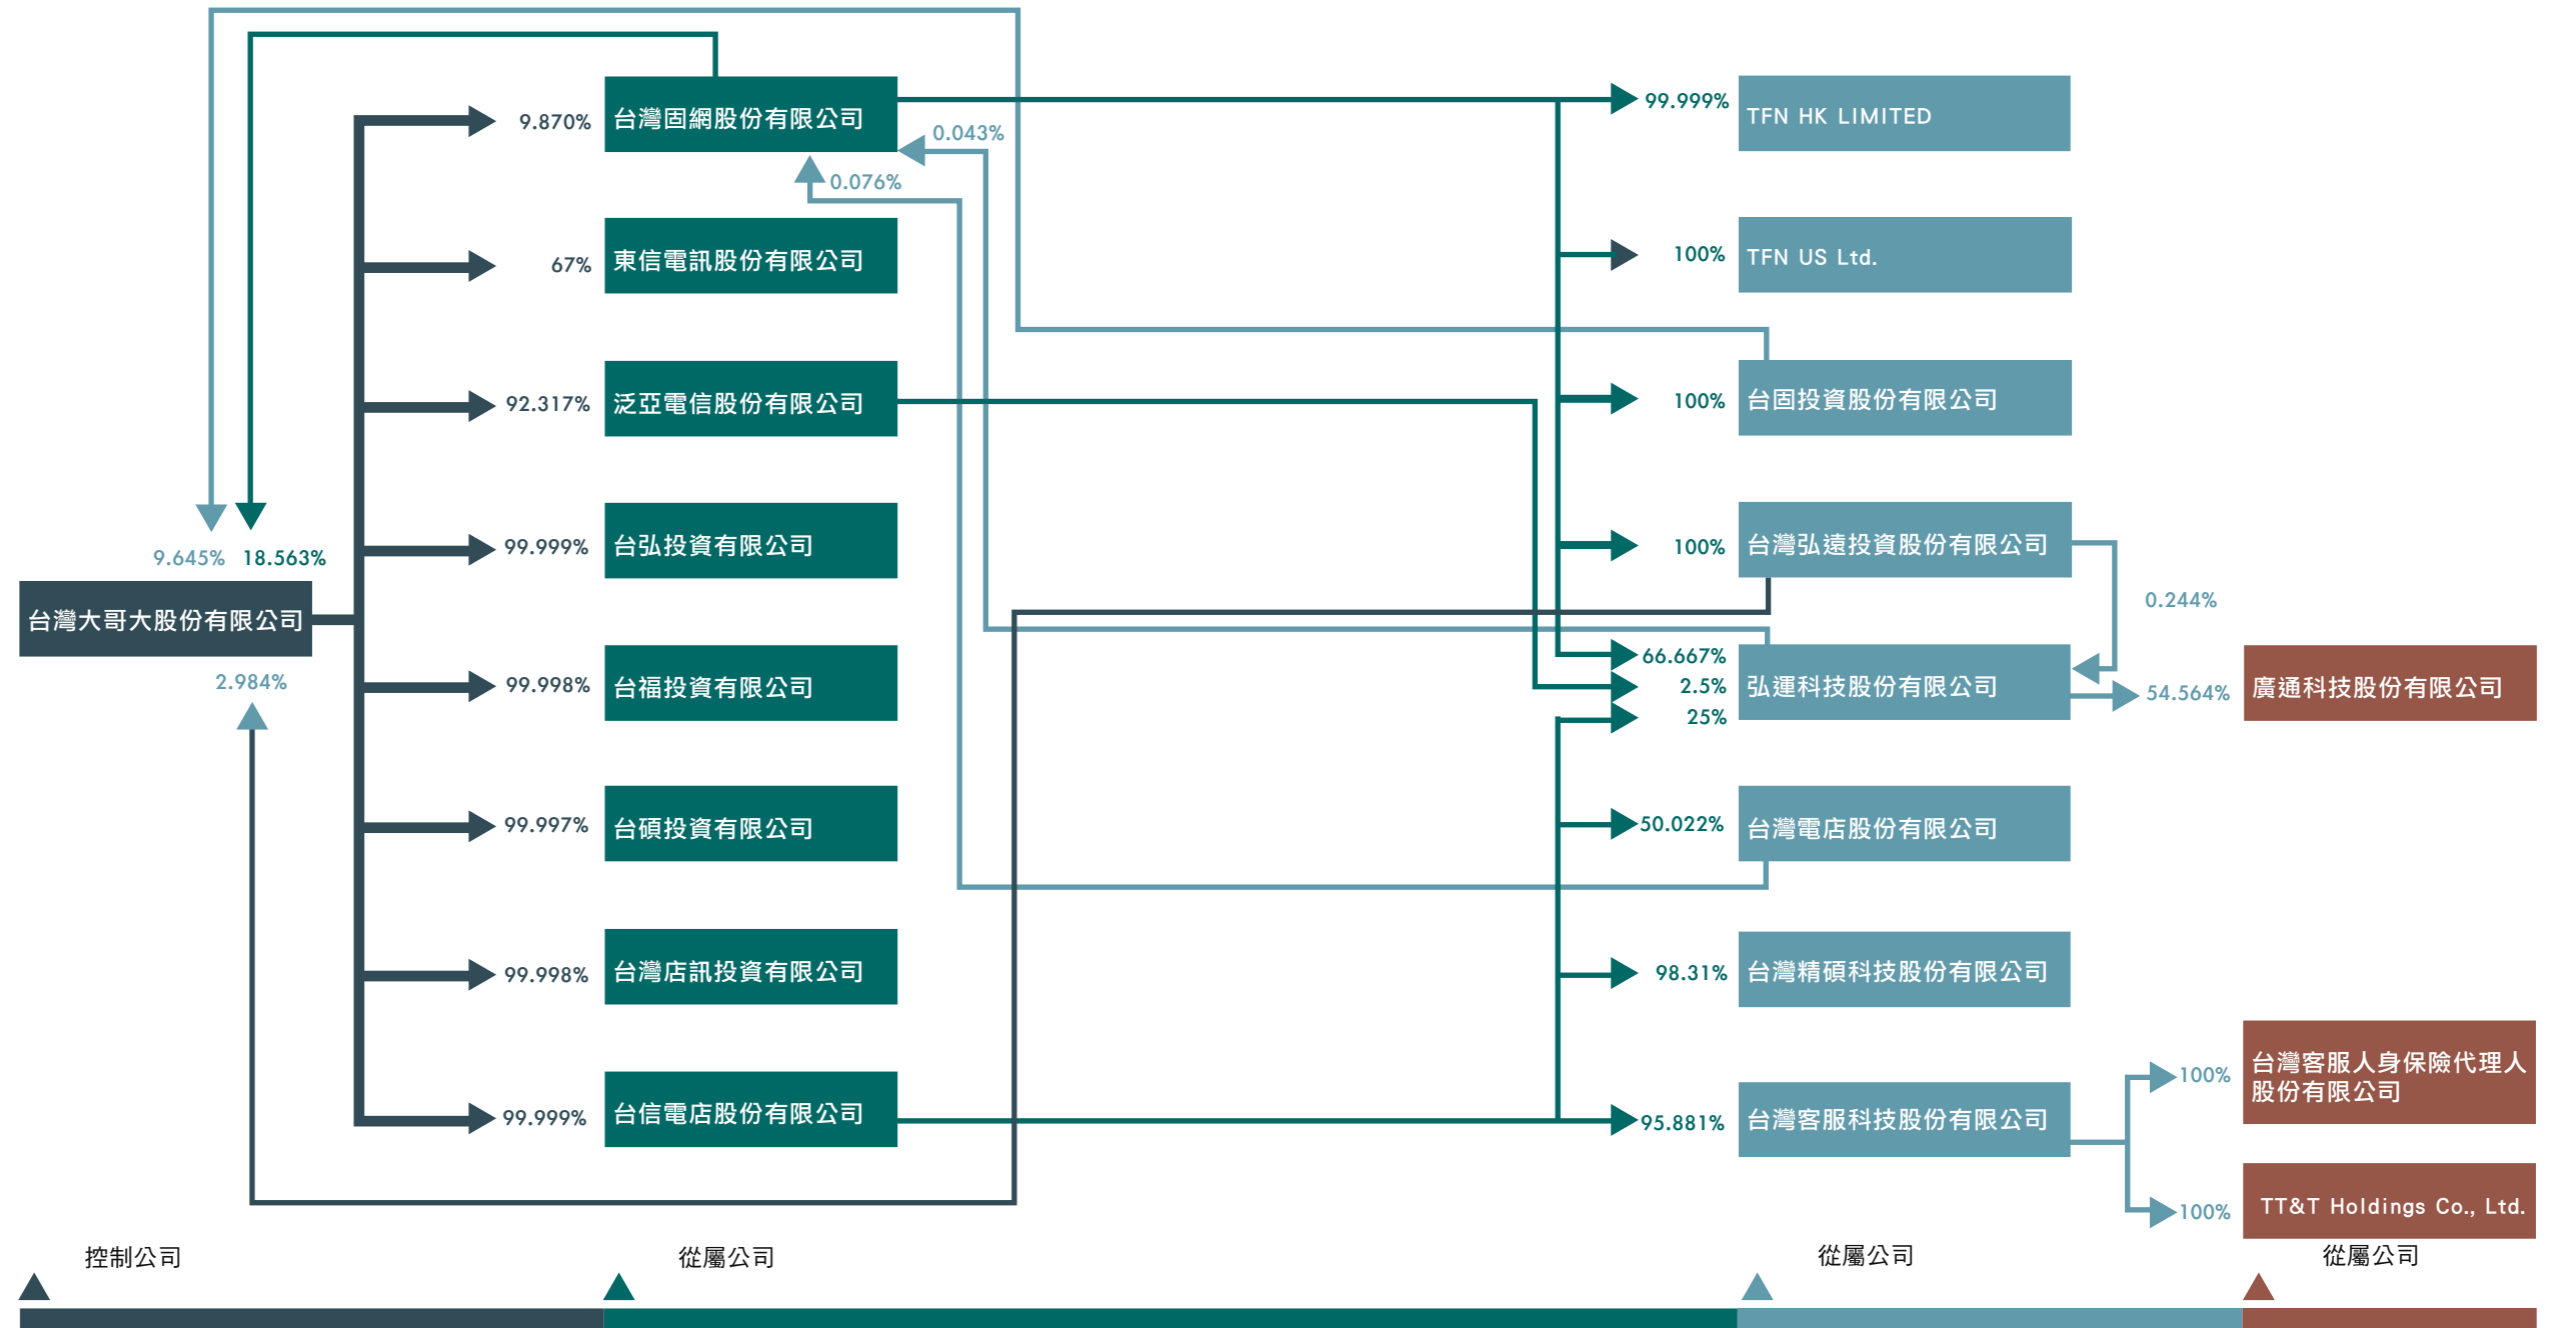 9.870%
台灣固網股份有限公司
0.043%
0.076%
99.999%
TFN HK LIMITED
67%
東信電訊股份有限公司
100%
TFN US Ltd.
92.317%
泛亞電信股份有限公司
100%
台固投資股份有限公司
9.645%
18.563%
99.999%
台弘投資有限公司
100%
台灣弘遠投資股份有限公司
0.244%
台灣大哥大股份有限公司
2.984%
99.998%
台福投資有限公司
66.667%
2.5%
25%
弘運科技股份有限公司
54.564%
廣通科技股份有限公司
99.997%
台碩投資有限公司
50.022%
台灣電店股份有限公司
99.998%
台灣店訊投資有限公司
98.31%
台灣精碩科技股份有限公司
99.999%
台信電店股份有限公司
95.881%
台灣客服科技股份有限公司
100%
台灣客服人身保險代理人
股份有限公司
100%
TT&T Holdings Co., Ltd.
控制公司
從屬公司
從屬公司
從屬公司